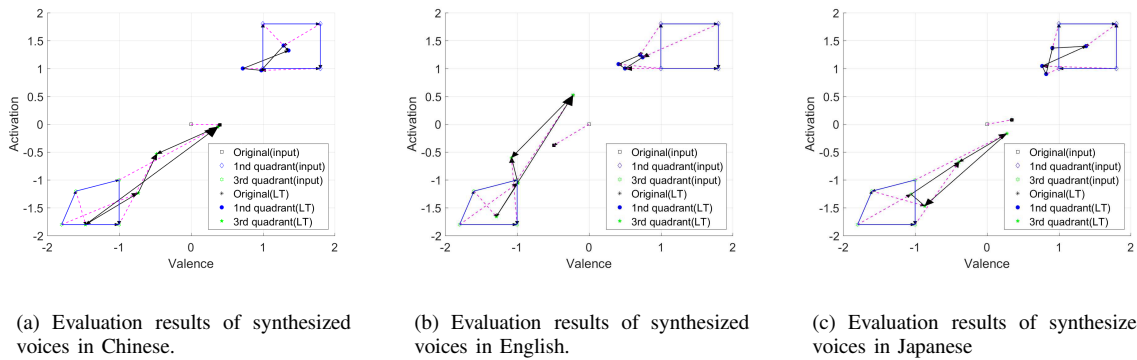 2
1.5
1
0.5
0
-0.5
-1
-1.5
-2
Activation
-2 -1 0 1 2
Valence
Original(input)
1nd quadrant(input)
3rd quadrant(input)
Original(LT)
1nd quadrant(LT)
3rd quadrant(LT)
2
1.5
1
0.5
0
-0.5
-1
-1.5
-2
Activation
-2 -1 0 1 2
Valence
Original(input)
1nd quadrant(input)
3rd quadrant(input)
Original(LT)
1nd quadrant(LT)
3rd quadrant(LT)
2
1.5
1
0.5
0
-0.5
-1
-1.5
-2
Activation
-2 -1 0 1 2
Valence
Original(input)
1nd quadrant(input)
3rd quadrant(input)
Original(LT)
1nd quadrant(LT)
3rd quadrant(LT)
(a) Evaluation results of synthesized
voices in Chinese.
(b) Evaluation results of synthesized
voices in English.
(c) Evaluation results of synthesize
voices in Japanese